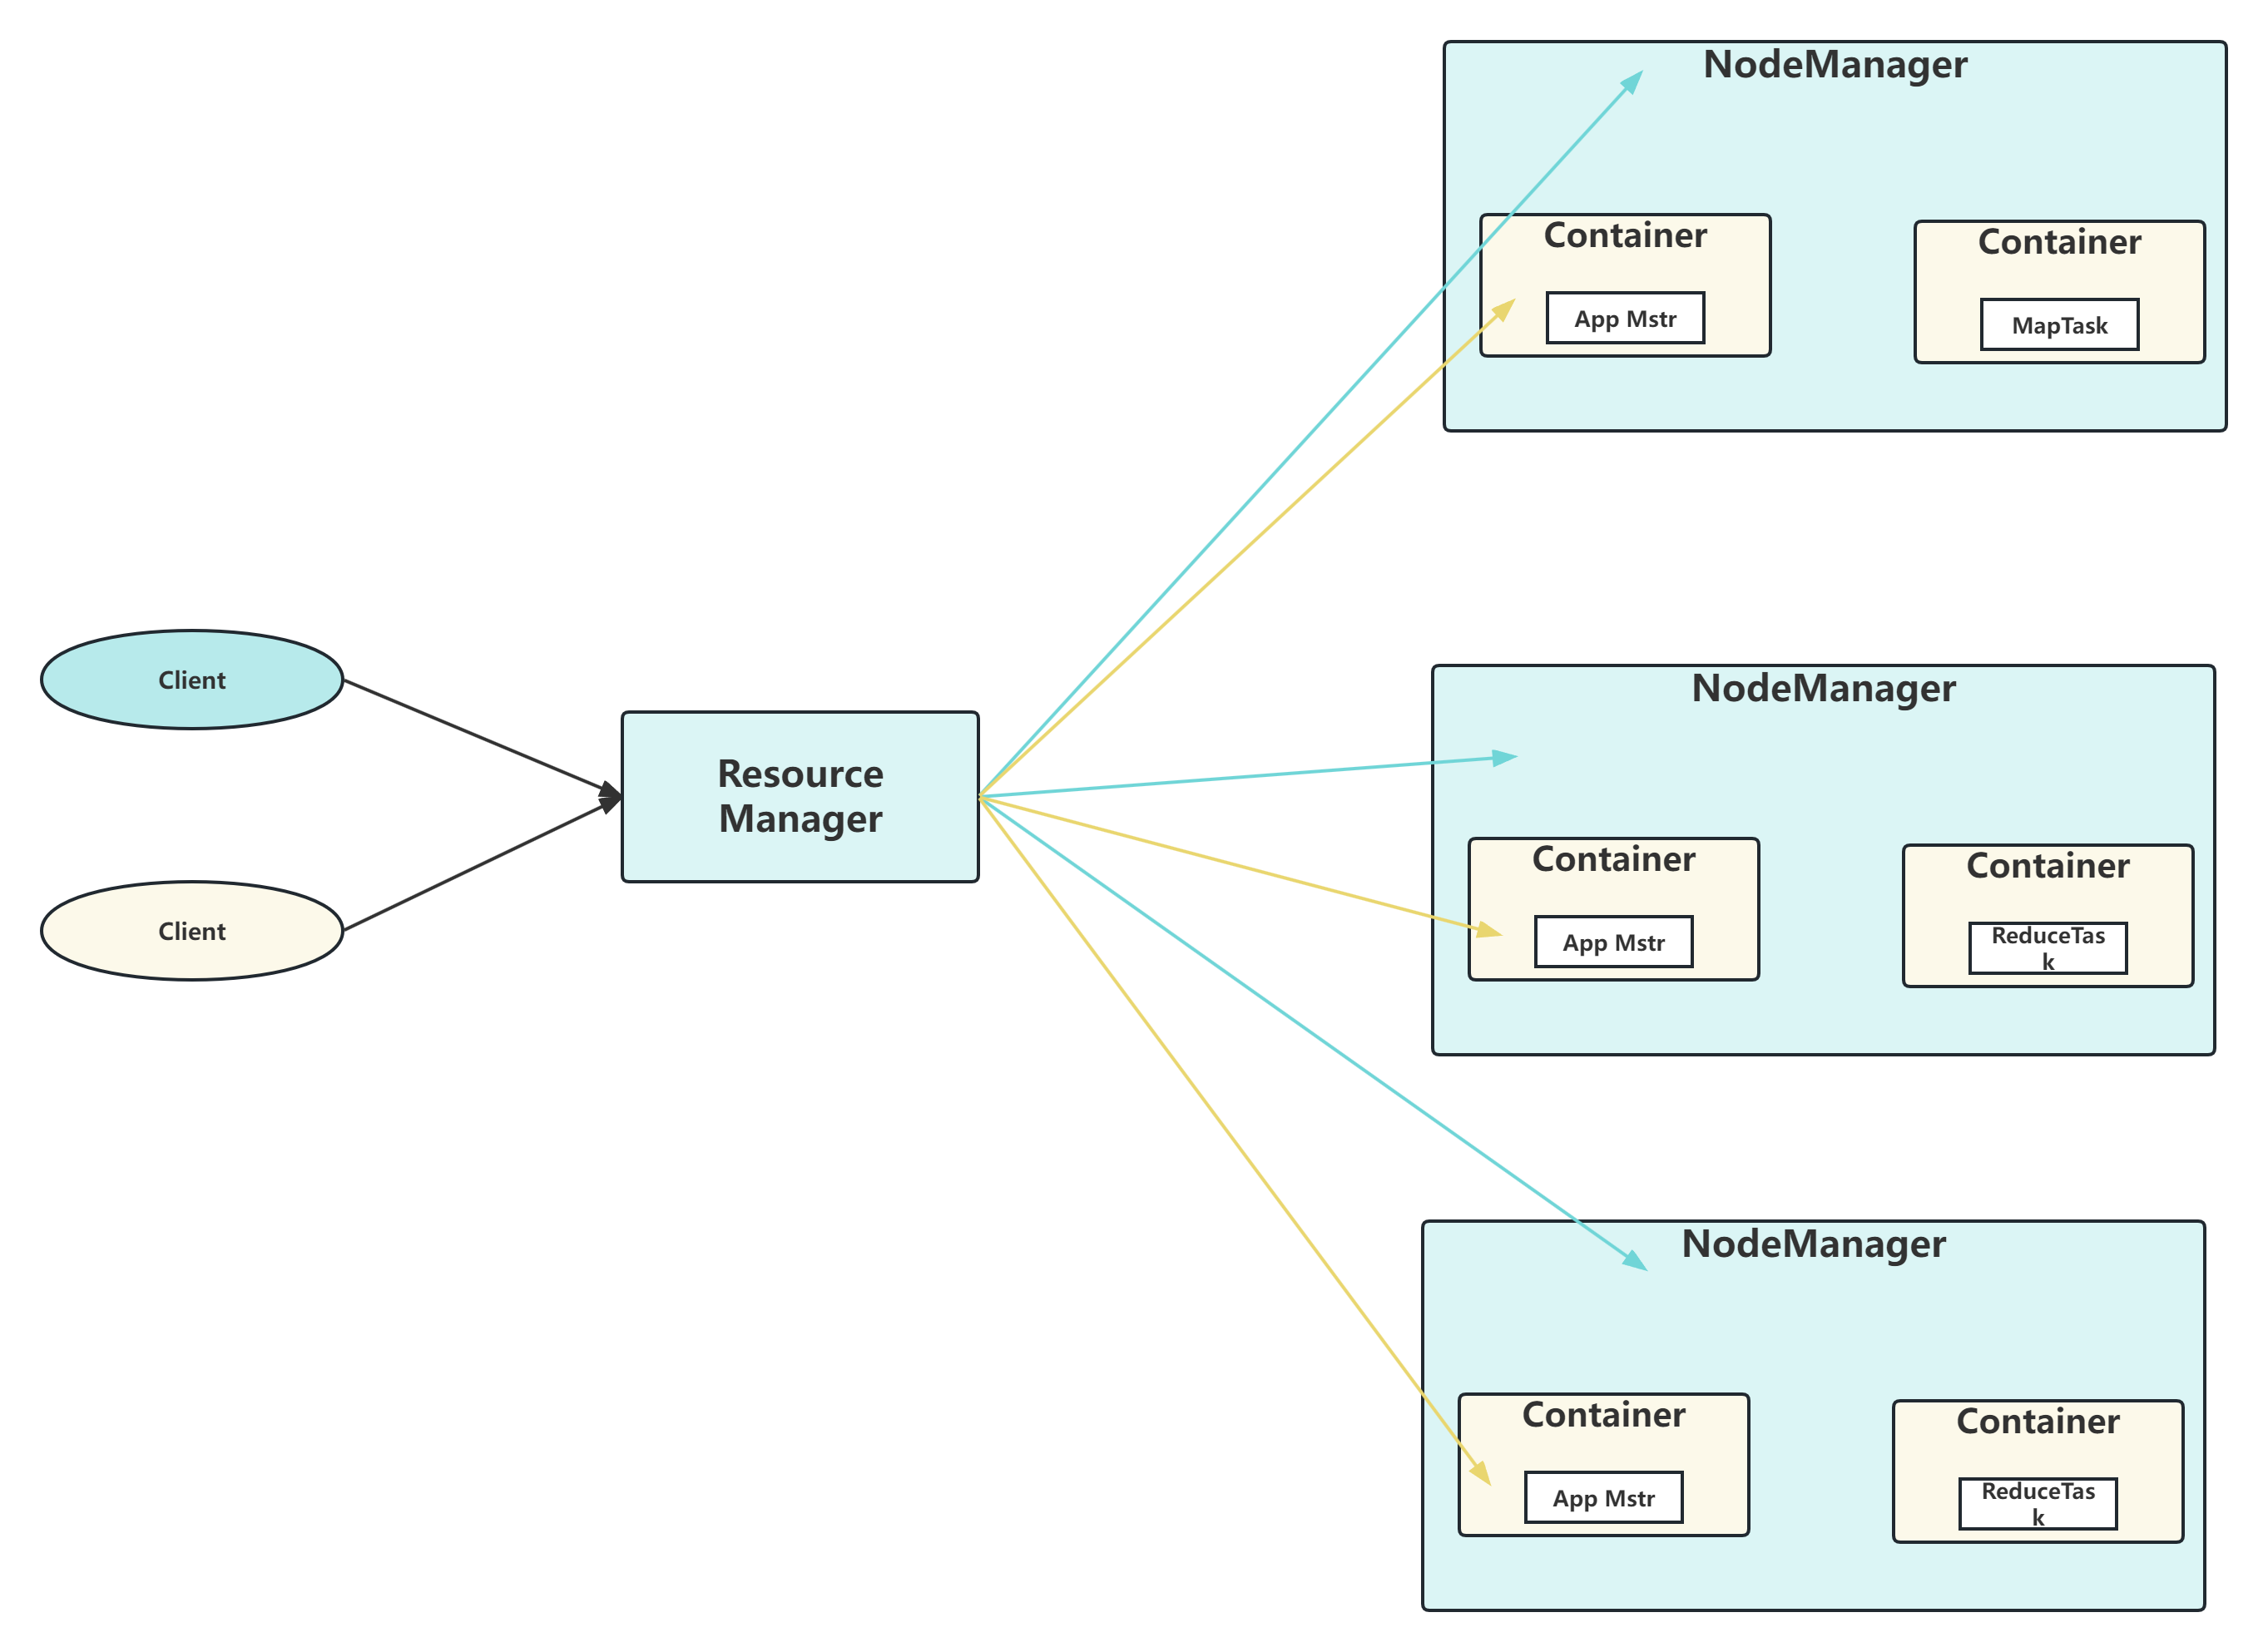 NodeManager
Container
Container
App Mstr
MapTask
Client
Client
Resource
Manager
NodeManager
Container
Container
App Mstr
ReduceTas
k
NodeManager
Container
Container
App Mstr
ReduceTas
k